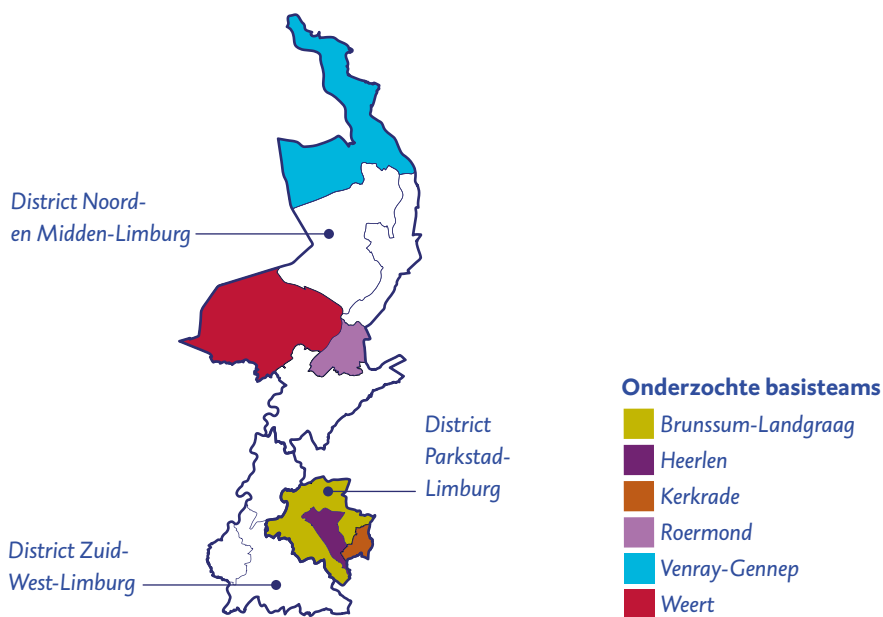 District Noord-
en Midden-Limburg
District
Parkstad-
Limburg
District Zuid-
West-Limburg
Onderzochte basisteams
Brunssum-Landgraag
Heerlen
Kerkrade
Roermond
Venray-Gennep
Weert